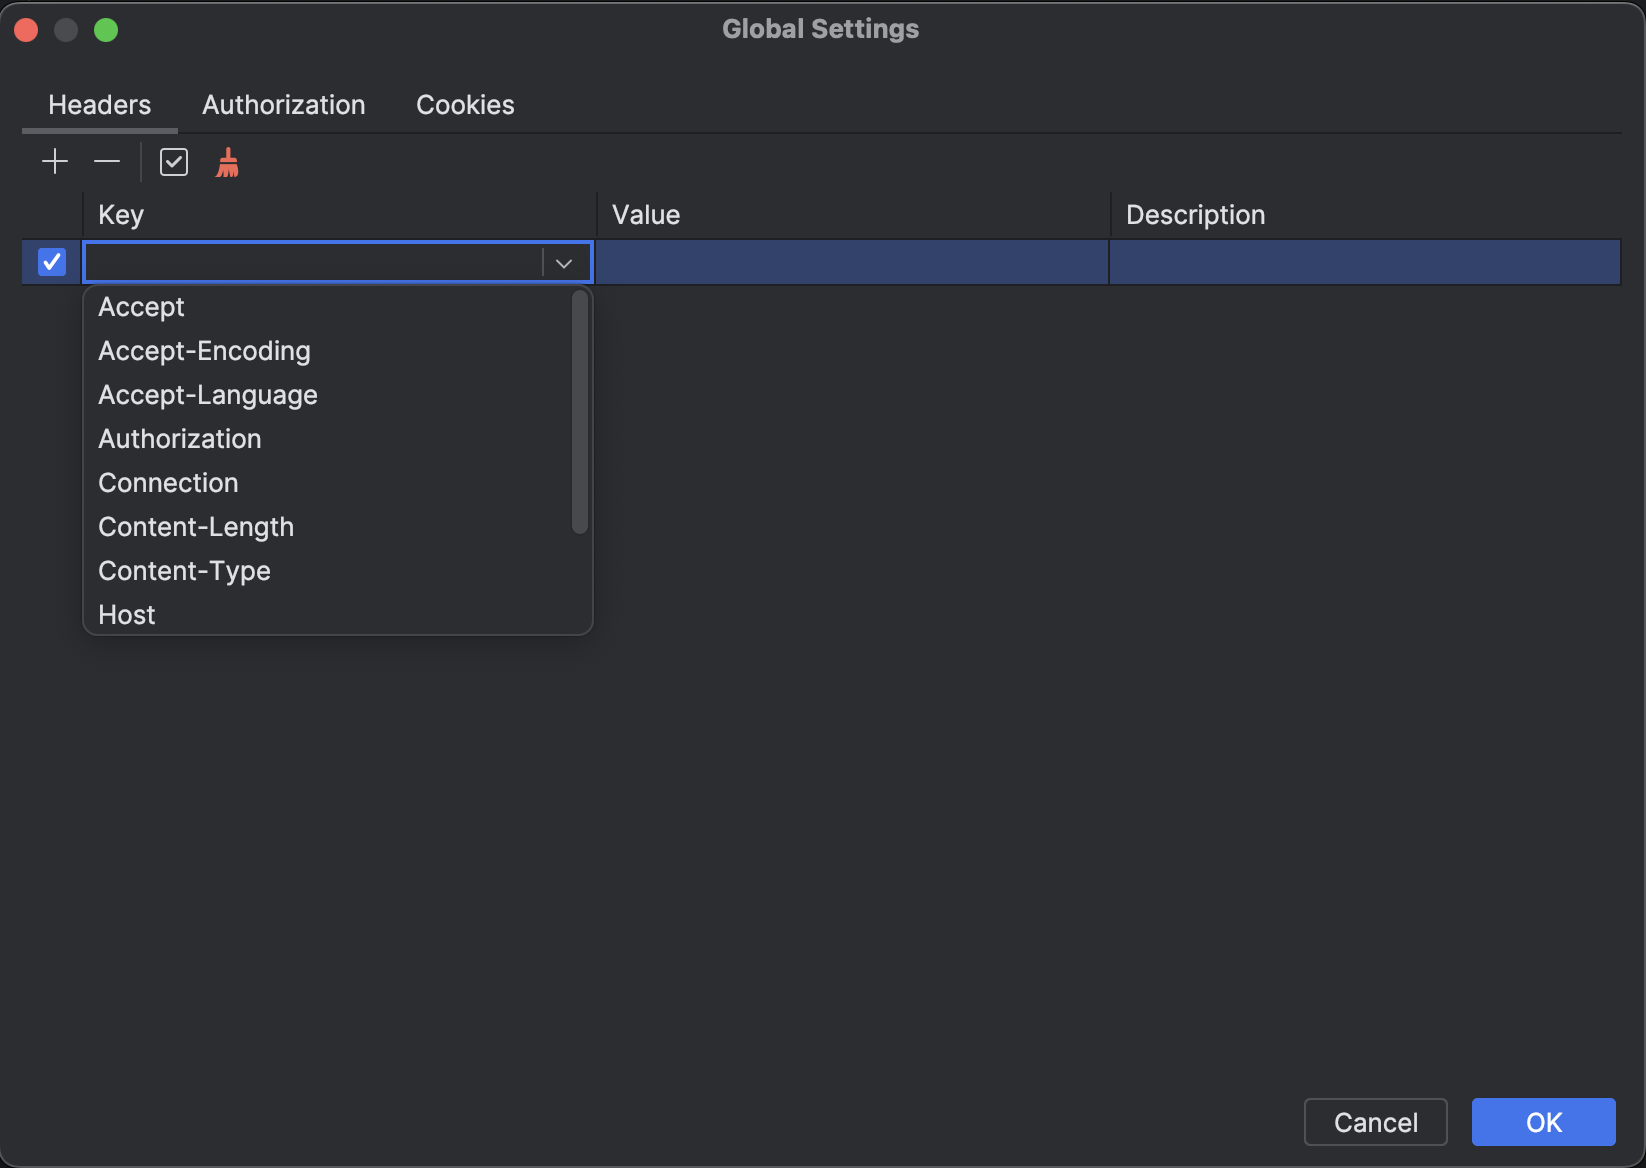 Global Settings
Headers Authorization Cookies
Key Value Description
Accept
Accept-Encoding
Accept-Language
Authorization
Connection
Content-Length
Content-Type
Host
Cancel OK